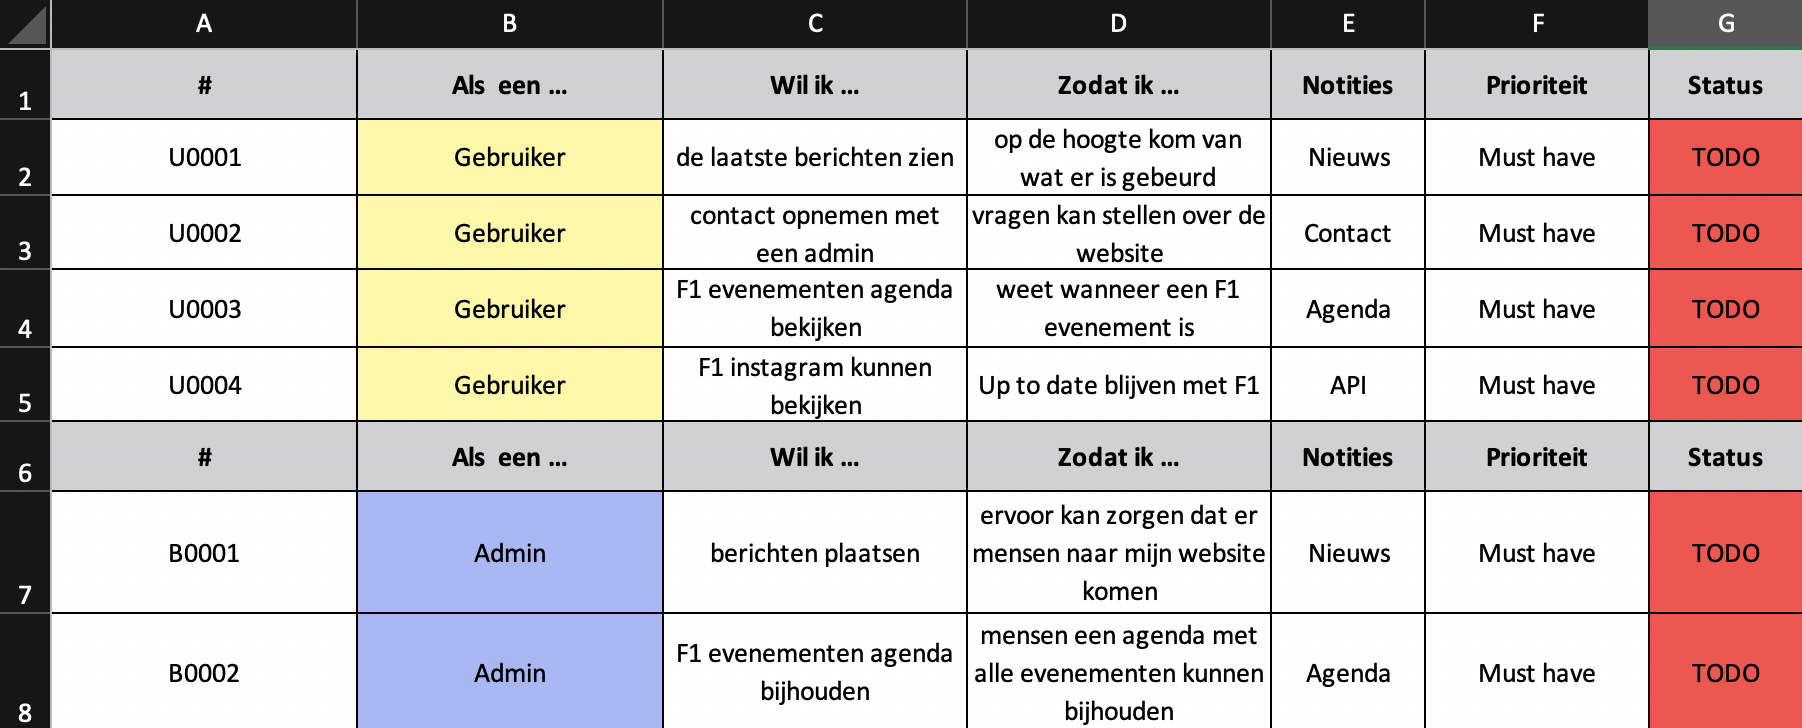 A B C D E F G
1 # Als een ... Wil ik ... Zodat ik ... Notities Prioriteit Status
2 U0001 Gebruiker de laatste berichten zien op de hoogte kom van
wat er is gebeurd Nieuws Must have TODO
3 U0002 Gebruiker contact opnemen met
een admin vragen kan stellen over de
website Contact Must have TODO
4 U0003 Gebruiker F1 evenementen agenda
bekijken weet wanneer een F1
evenement is Agenda Must have TODO
5 U0004 Gebruiker F1 instagram kunnen
bekijken Up to date blijven met F1 API Must have TODO
6 # Als een ... Wil ik ... Zodat ik ... Notities Prioriteit Status
7 B0001 Admin berichten plaatsen ervoor kan zorgen dat er
mensen naar mijn website
komen Nieuws Must have TODO
8 B0002 Admin F1 evenementen agenda
bijhouden mensen een agenda met
alle evenementen kunnen
bijhouden Agenda Must have TODO